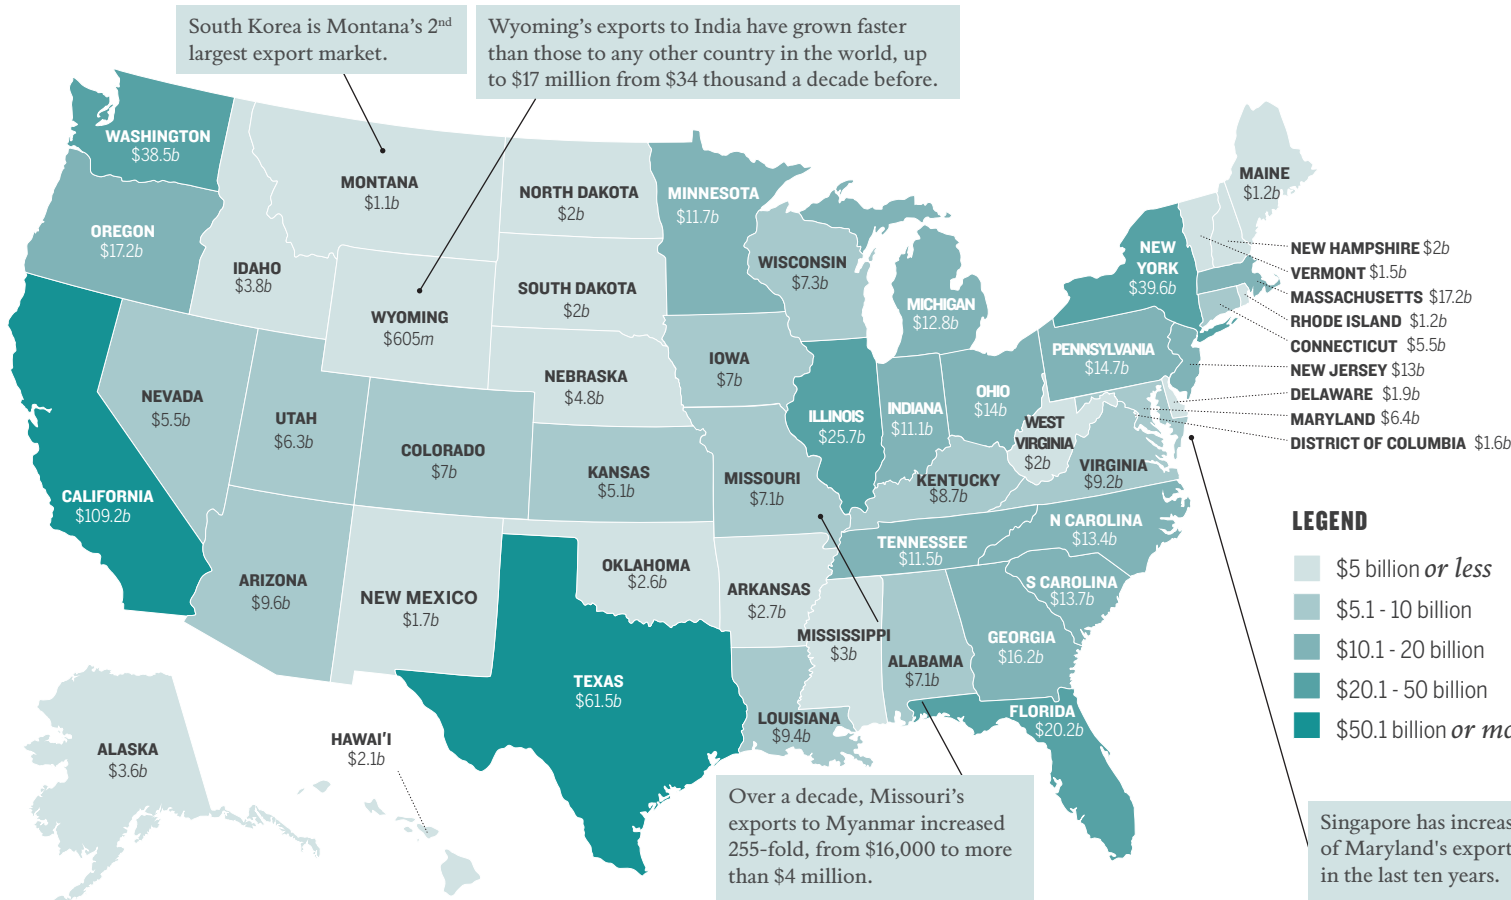 South Korea is Montana’s 2nd
largest export market.
Wyoming’s exports to India have grown faster
than those to any other country in the world, up
to $17 million from $34 thousand a decade before.
WASHINGTON
$38.5b
OREGON
$17.2b
CALIFORNIA
$109.2b
IDAHO
$3.8b
NEVADA
$5.5b
MONTANA
$1.1b
WYOMING
$605m
UTAH
$6.3b
ARIZONA
$9.6b
COLORADO
$7b
NEW MEXICO
$1.7b
NORTH DAKOTA
$2b
SOUTH DAKOTA
$2b
NEBRASKA
$4.8b
KANSAS
$5.1b
OKLAHOMA
$2.6b
TEXAS
$61.5b
MINNESOTA
$11.7b
IOWA
$7b
MISSOURI
$7.1b
ARKANSAS
$2.7b
LOUISIANA
$9.4b
WISCONSIN
$7.3b
ILLINOIS
$25.7b
MICHIGAN
$12.8b
INDIANA
$11.1b
OHIO
$14b
KENTUCKY
$8.7b
TENNESSEE
$11.5b
MISSISSIPPI
$3b
ALABAMA
$7.1b
GEORGIA
$16.2b
FLORIDA
$20.2b
S CAROLINA
$13.7b
N CAROLINA
$13.4b
VIRGINIA
$9.2b
WEST
VIRGINIA
$2b
PENNSYLVANIA
$14.7b
NEW
YORK
$39.6b
MAINE
$1.2b
NEW HAMPSHIRE $2b
VERMONT $1.5b
MASSACHUSETTS $17.2b
RHODE ISLAND $1.2b
CONNECTICUT $5.5b
NEW JERSEY $13b
DELAWARE $1.9b
MARYLAND $6.4b
DISTRICT OF COLUMBIA $1.6b
ALASKA
$3.6b
HAWAI’I
$2.1b
LEGEND
$5 billion or less
$5.1 - 10 billion
$10.1 - 20 billion
$20.1 - 50 billion
$50.1 billion or
Over a decade, Missouri’s
exports to Myanmar increased
255-fold, from $16,000 to more
than $4 million.
Singapore has
of Maryland's
in the last ten years.